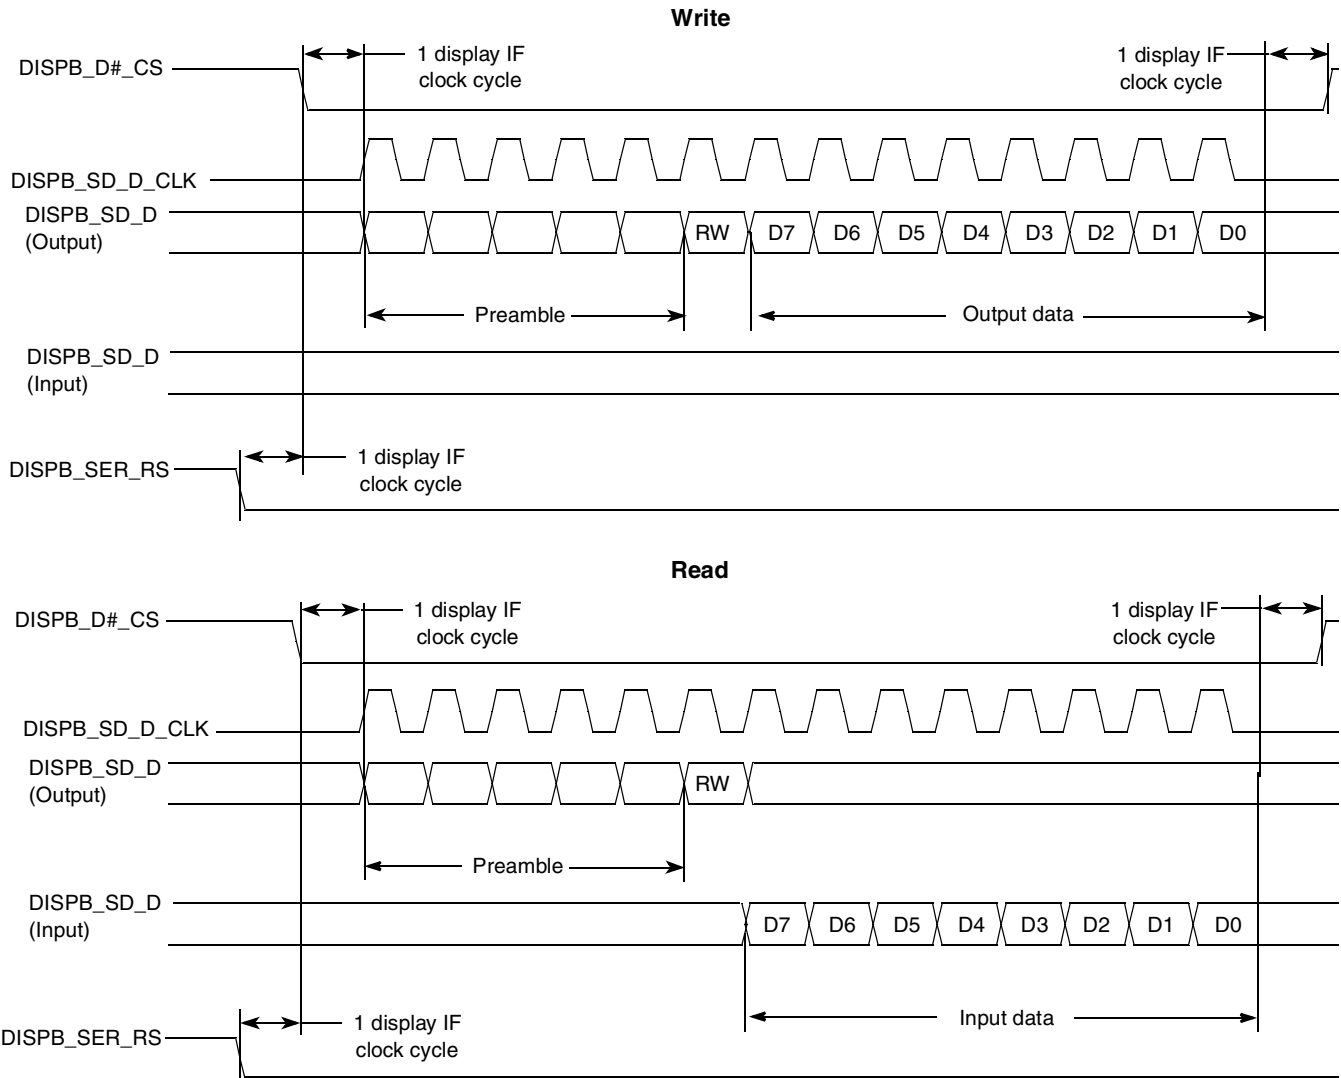 Write
1 display IF
clock cycle
1 display IF
clock cycle
DISPB_D#_CS
DISPB_SD_D_CLK
DISPB_SD_D
(Output)
RW D7 D6 D5 D4 D3 D2 D1 D0
Preamble
Output data
DISPB_SD_D
(Input)
DISPB_SER_RS
1 display IF
clock cycle
Read
1 display IF
clock cycle
1 display IF
clock cycle
DISPB_D#_CS
DISPB_SD_D_CLK
DISPB_SD_D
(Output)
RW
Preamble
DISPB_SD_D
(Input)
D7 D6 D5 D4 D3 D2 D1 D0
Input data
DISPB_SER_RS
1 display IF
clock cycle